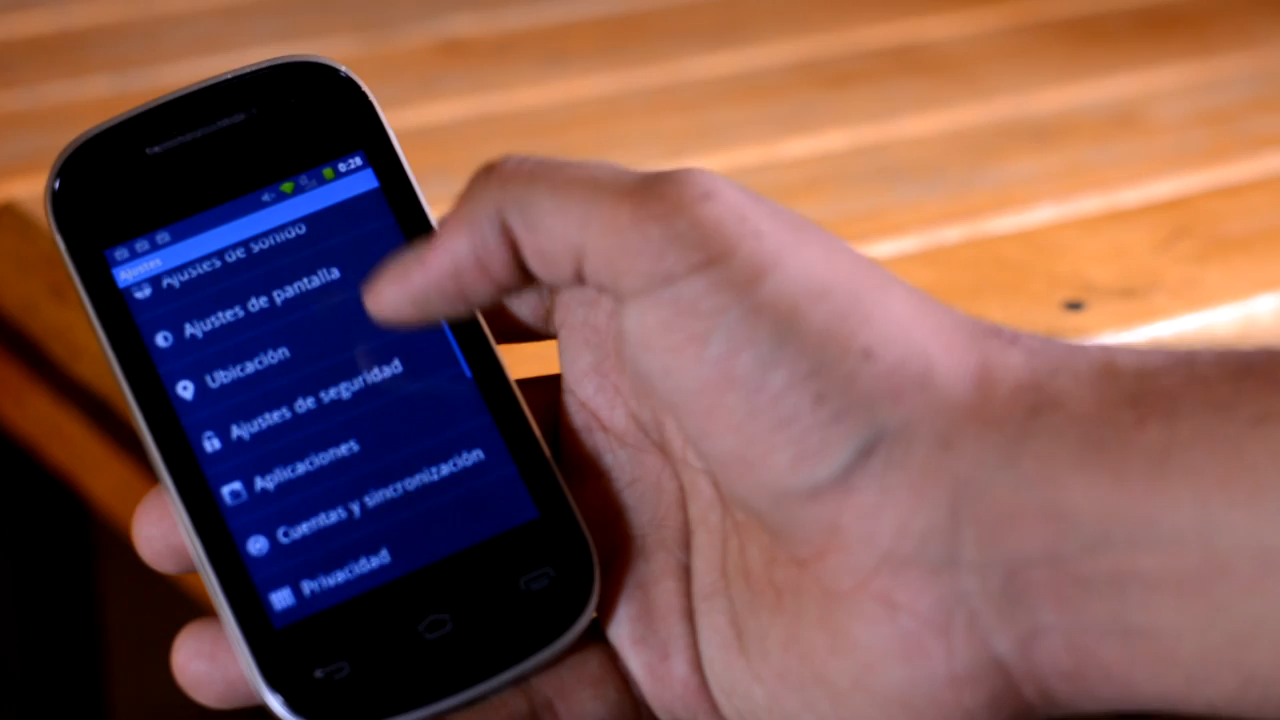 0:28
Ajustes
Ajustes de sonido
Ajustes de pantalla
Ubicación
Ajustes de seguridad
Aplicaciones
Cuentas y sincronización
Privacidad